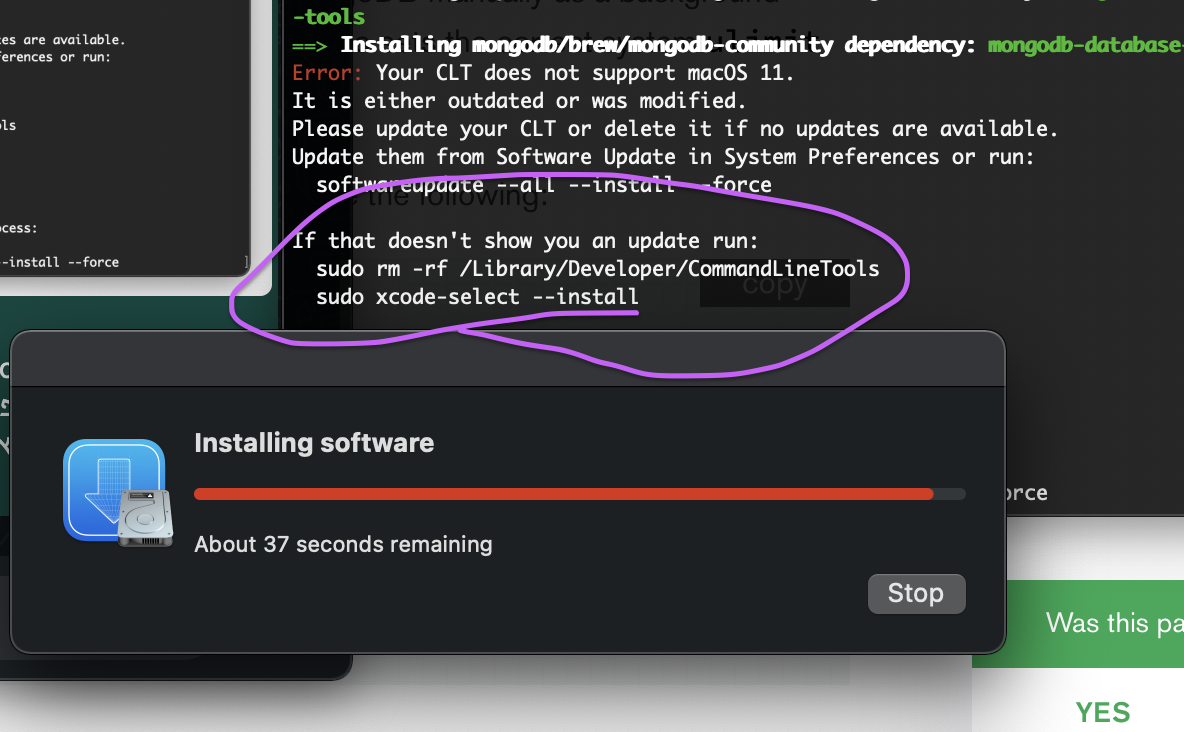 -tools
==> Installing mongodb/brew/mongodb-community dependency: mongodb-database-
Error: Your CLT does not support macOS 11.
It is either outdated or was modified.
Please update your CLT or delete it if no updates are available.
Update them from Software Update in System Preferences or run:
softwareupdate --all --install --force
the following:
If that doesn't show you an update run:
sudo rm -rf /Library/Developer/CommandLineTools
sudo xcode-select --install
copy
es are available.
ferences or run:
ols
cess:
--install --force ]
Installing software
About 37 seconds remaining
Stop
orce
Was this pa
YES